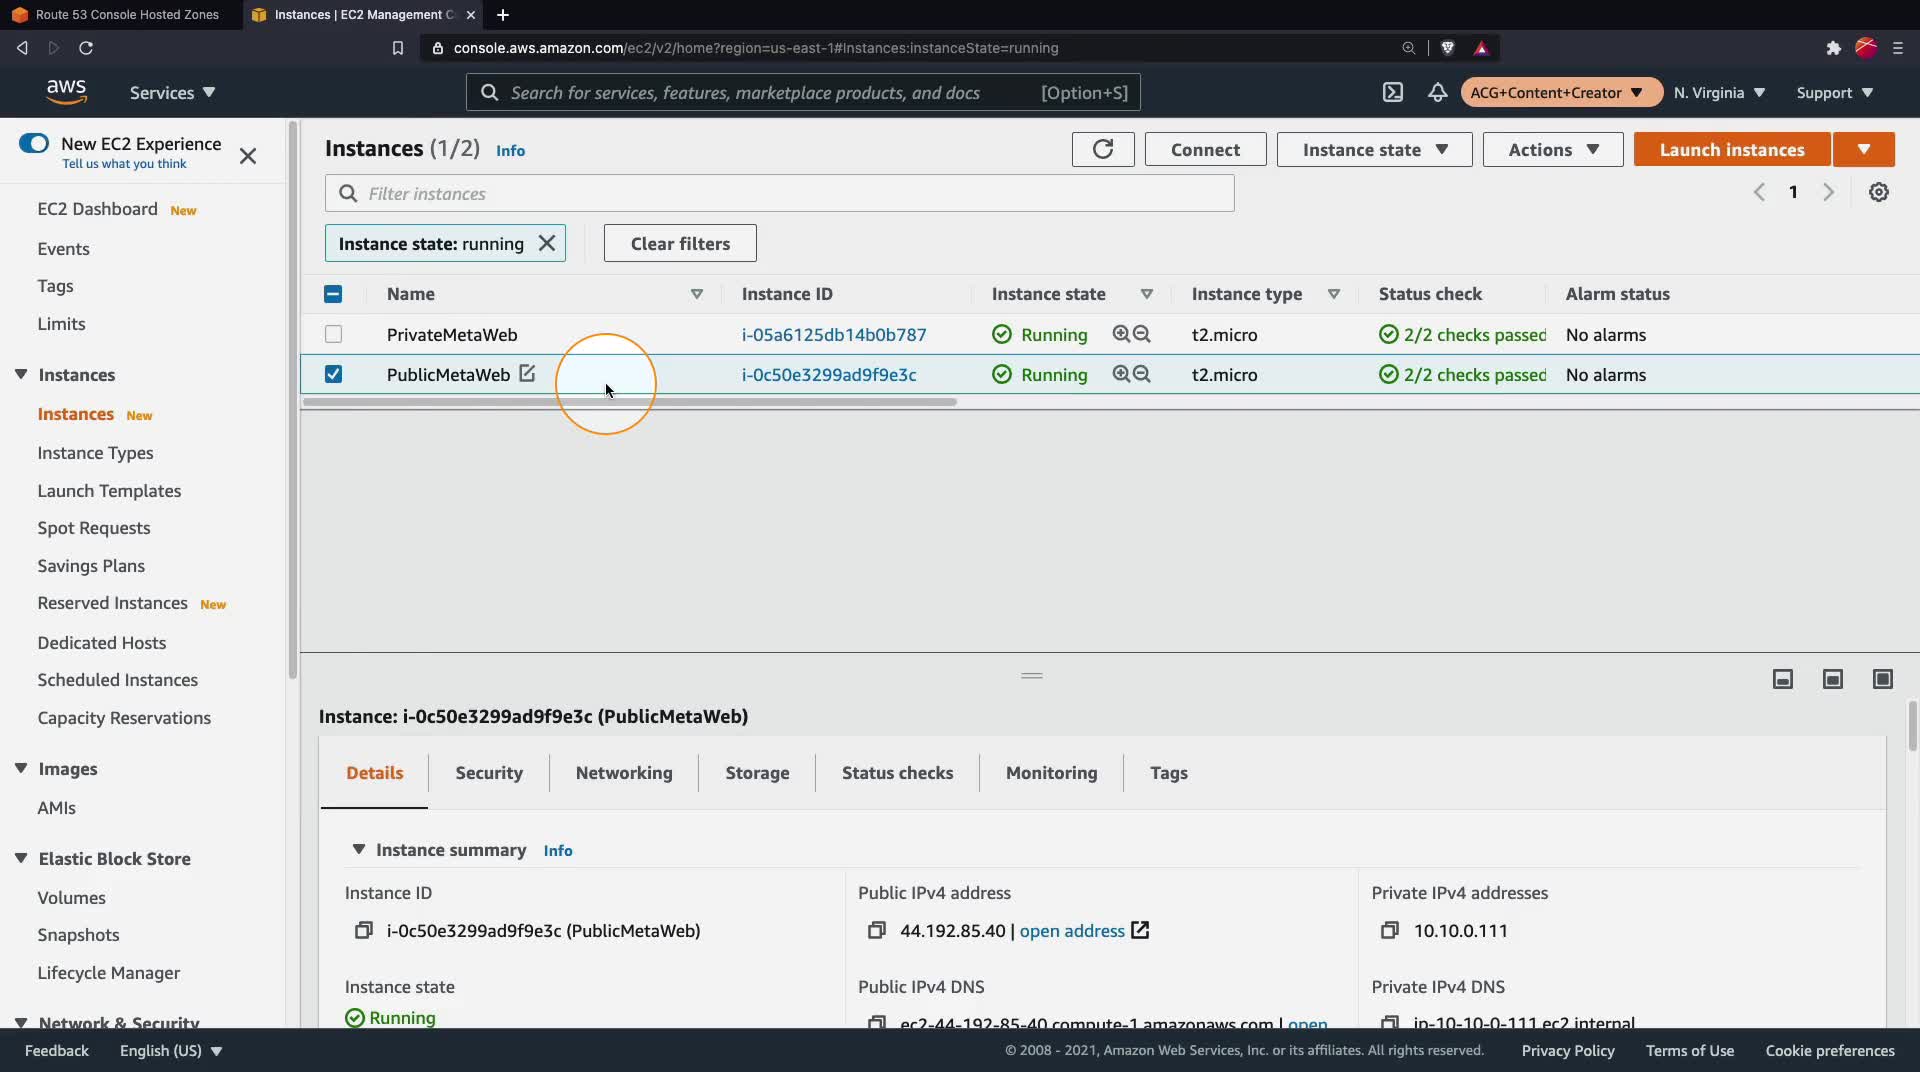 Route 53 Console Hosted Zones
Instances | EC2 Management C
console.aws.amazon.com/ec2/v2/home?region=us-east-1#Instances:instanceState=running
aws
Services
Search for services, features, marketplace products, and docs [Option+S]
ACG+Content+Creator
N. Virginia
Support
New EC2 Experience
Tell us what you think
EC2 Dashboard New
Events
Tags
Limits
Instances
Instances New
Instance Types
Launch Templates
Spot Requests
Savings Plans
Reserved Instances New
Dedicated Hosts
Scheduled Instances
Capacity Reservations
Images
AMIs
Elastic Block Store
Volumes
Snapshots
Lifecycle Manager
Network & Security
Instances (1/2) Info
Connect
Instance state
Actions
Launch instances
Filter instances
1
Instance state: running
Clear filters
Name Instance ID Instance state Instance type Status check Alarm status
PrivateMetaWeb i-05a6125db14b0b787 Running t2.micro 2/2 checks passed No alarms
PublicMetaWeb i-0c50e3299ad9f9e3c Running t2.micro 2/2 checks passed No alarms
Instance: i-0c50e3299ad9f9e3c (PublicMetaWeb)
Details Security Networking Storage Status checks Monitoring Tags
Instance summary Info
Instance ID
i-0c50e3299ad9f9e3c (PublicMetaWeb)
Public IPv4 address
44.192.85.40 | open address
Private IPv4 addresses
10.10.0.111
Instance state
Running
Public IPv4 DNS
ec2-44-192-85-40.compute-1.amazonaws.com | open
Private IPv4 DNS
ip-10-10-0-111.ec2.internal
Feedback
English (US)
© 2008 - 2021, Amazon Web Services, Inc. or its affiliates. All rights reserved.
Privacy Policy
Terms of Use
Cookie preferences